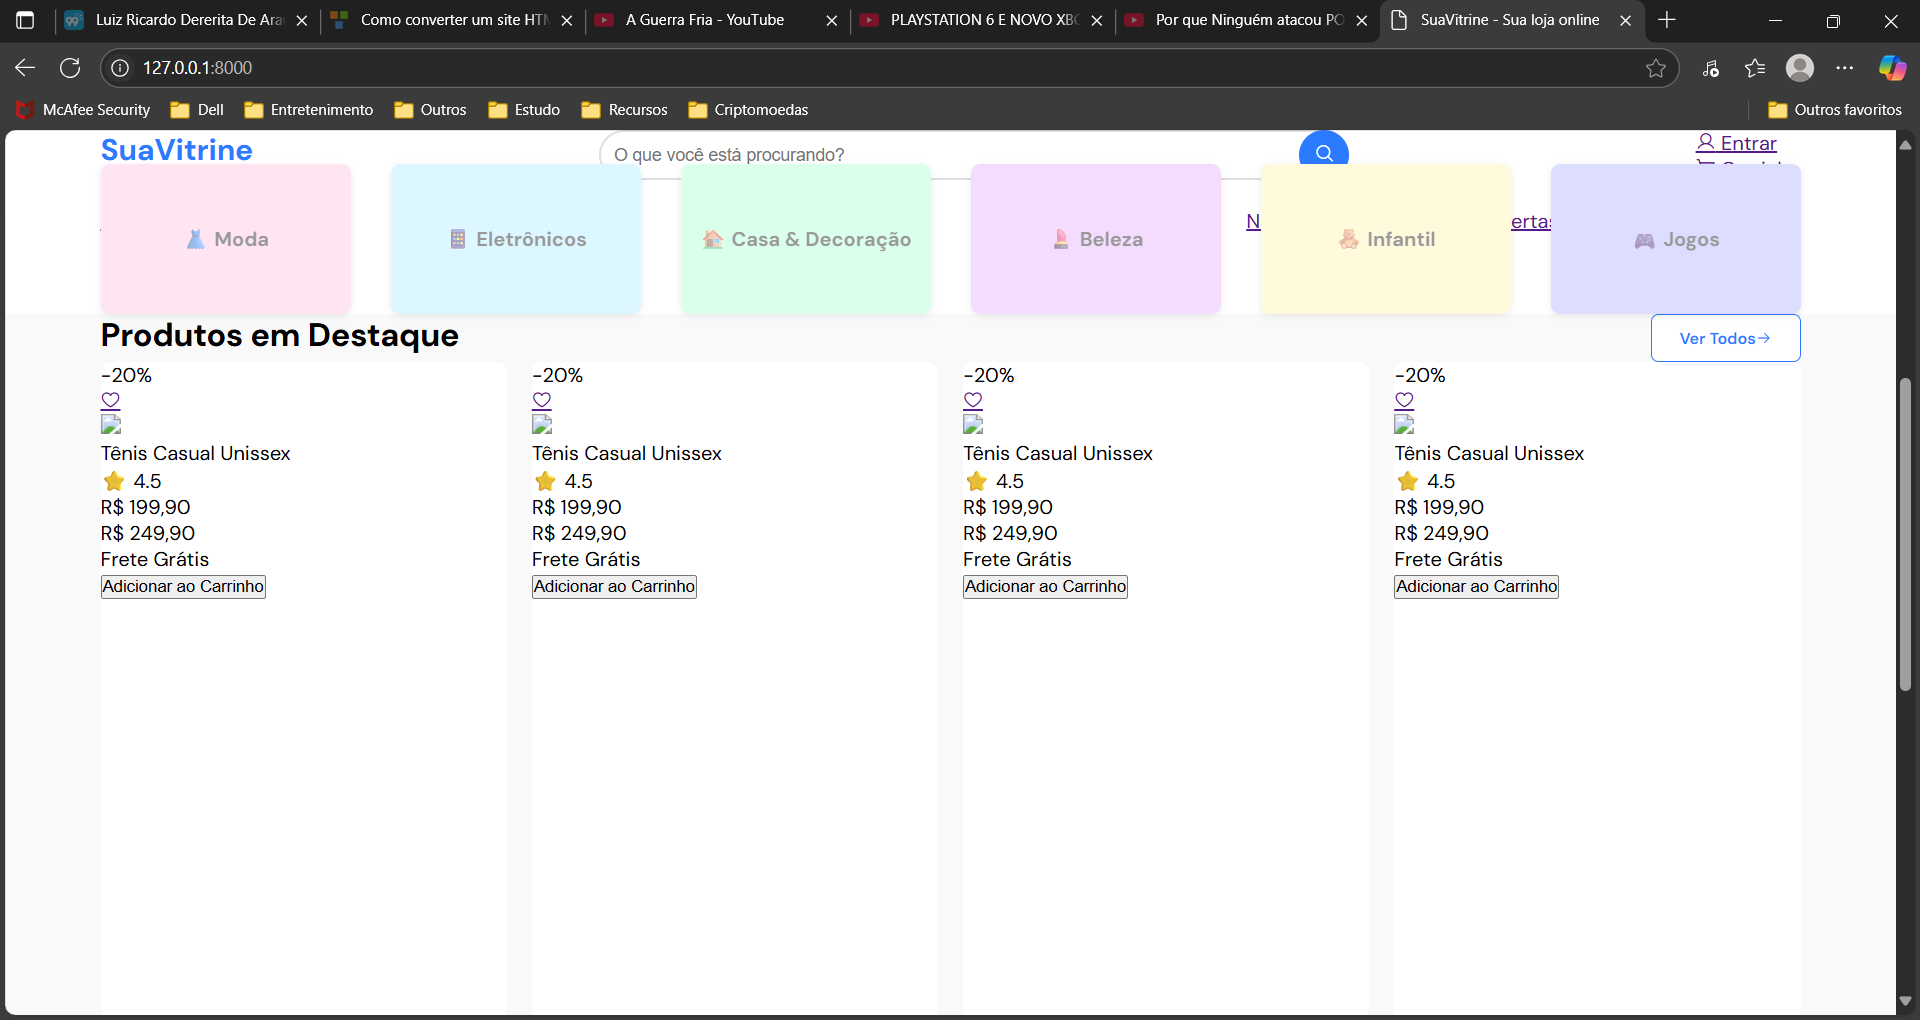 Luiz Ricardo Dererita De Ara
Como converter um site HTM
A Guerra Fria - YouTube
PLAYSTATION 6 E NOVO XBO
Por que Ninguém atacou PO
SuaVitrine - Sua loja online
127.0.0.1:8000
McAfee Security
Dell
Entretenimento
Outros
Estudo
Recursos
Criptomoedas
Outros favoritos
SuaVitrine
O que você está procurando?
Entrar
Moda
Eletrônicos
Casa & Decoração
Beleza
N
Infantil
ertas
Jogos
Produtos em Destaque
Ver Todos→
-20% -20% -20% -20%
Tênis Casual Unissex Tênis Casual Unissex Tênis Casual Unissex Tênis Casual Unissex
⭐ 4.5 ⭐ 4.5 ⭐ 4.5 ⭐ 4.5
R$ 199,90 R$ 199,90 R$ 199,90 R$ 199,90
R$ 249,90 R$ 249,90 R$ 249,90 R$ 249,90
Frete Grátis Frete Grátis Frete Grátis Frete Grátis
Adicionar ao Carrinho Adicionar ao Carrinho Adicionar ao Carrinho Adicionar ao Carrinho